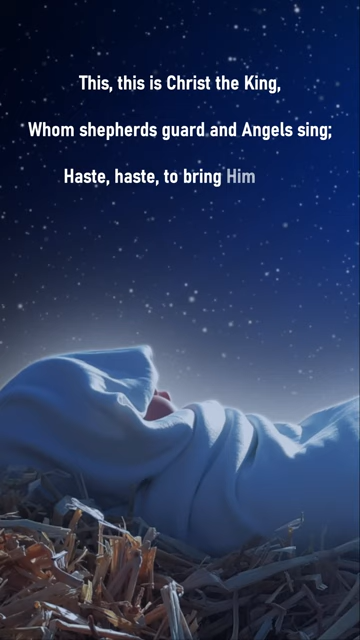 This, this is Christ the King,
Whom shepherds guard and Angels sing;
Haste, haste, to bring Him